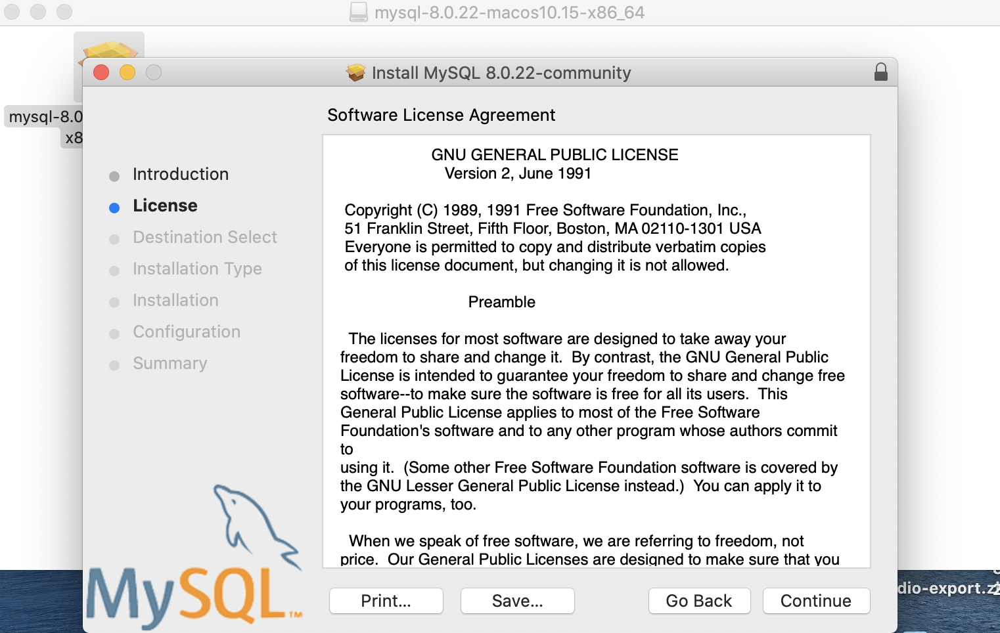 mysql-8.0.22-macos10.15-x86_64
Install MySQL 8.0.22-community
mysql-8.0
x8
Introduction
License
Destination Select
Installation Type
Installation
Configuration
Summary
MySQL™
Software License Agreement
GNU GENERAL PUBLIC LICENSE
Version 2, June 1991
Copyright (C) 1989, 1991 Free Software Foundation, Inc.,
51 Franklin Street, Fifth Floor, Boston, MA 02110-1301 USA
Everyone is permitted to copy and distribute verbatim copies
of this license document, but changing it is not allowed.
Preamble
The licenses for most software are designed to take away your
freedom to share and change it.  By contrast, the GNU General Public
License is intended to guarantee your freedom to share and change free
software--to make sure the software is free for all its users.  This
General Public License applies to most of the Free Software
Foundation's software and to any other program whose authors commit
to
using it.  (Some other Free Software Foundation software is covered by
the GNU Lesser General Public License instead.)  You can apply it to
your programs, too.
When we speak of free software, we are referring to freedom, not
price.  Our General Public Licenses are designed to make sure that you
Print...
Save...
Go Back
Continue
dio-export.z